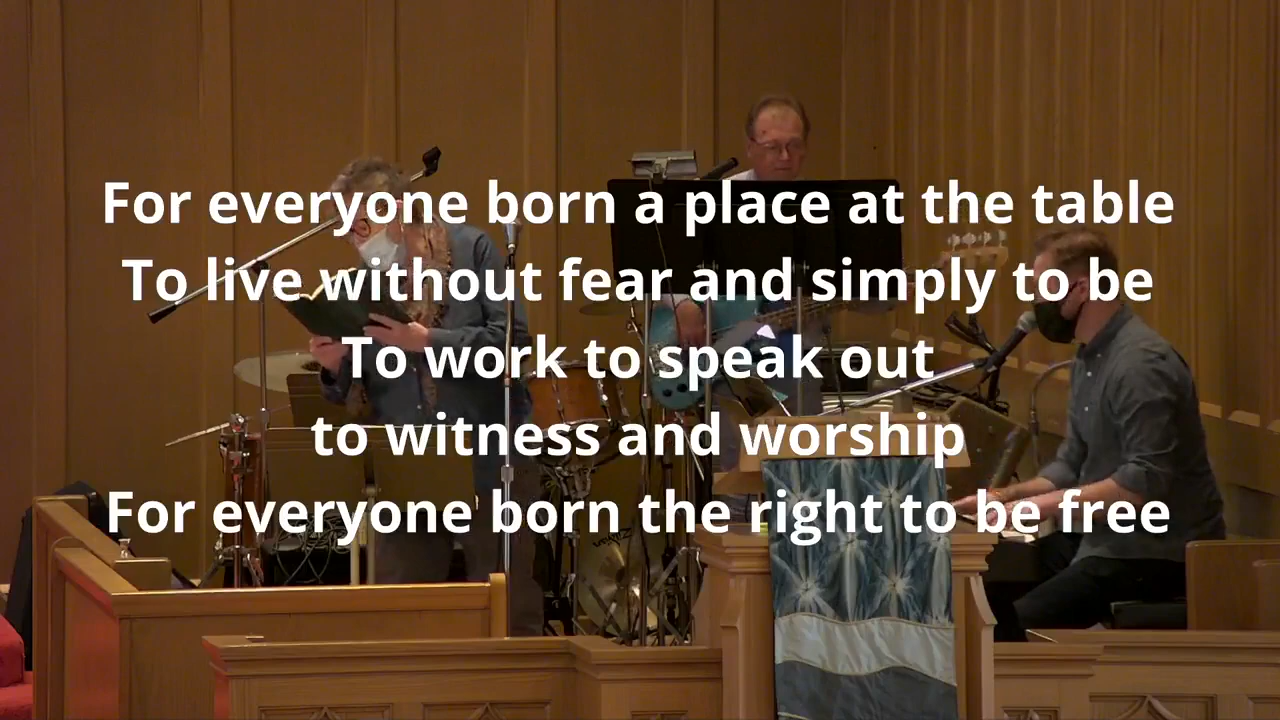 For everyone born a place at the table
To live without fear and simply to be
To work to speak out
to witness and worship
For everyone born the right to be free